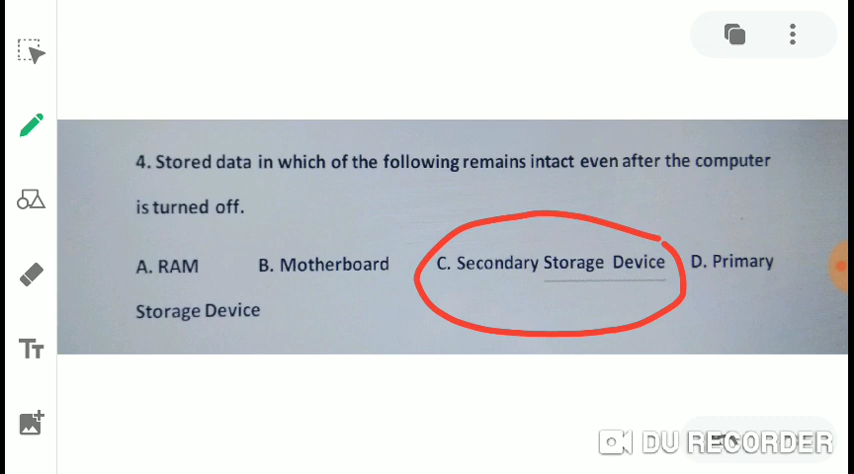 4. Stored data in which of the following remains intact even after the computer
is turned off.
A. RAM B. Motherboard C. Secondary Storage Device D. Primary
Storage Device
TT
DU RECORDER